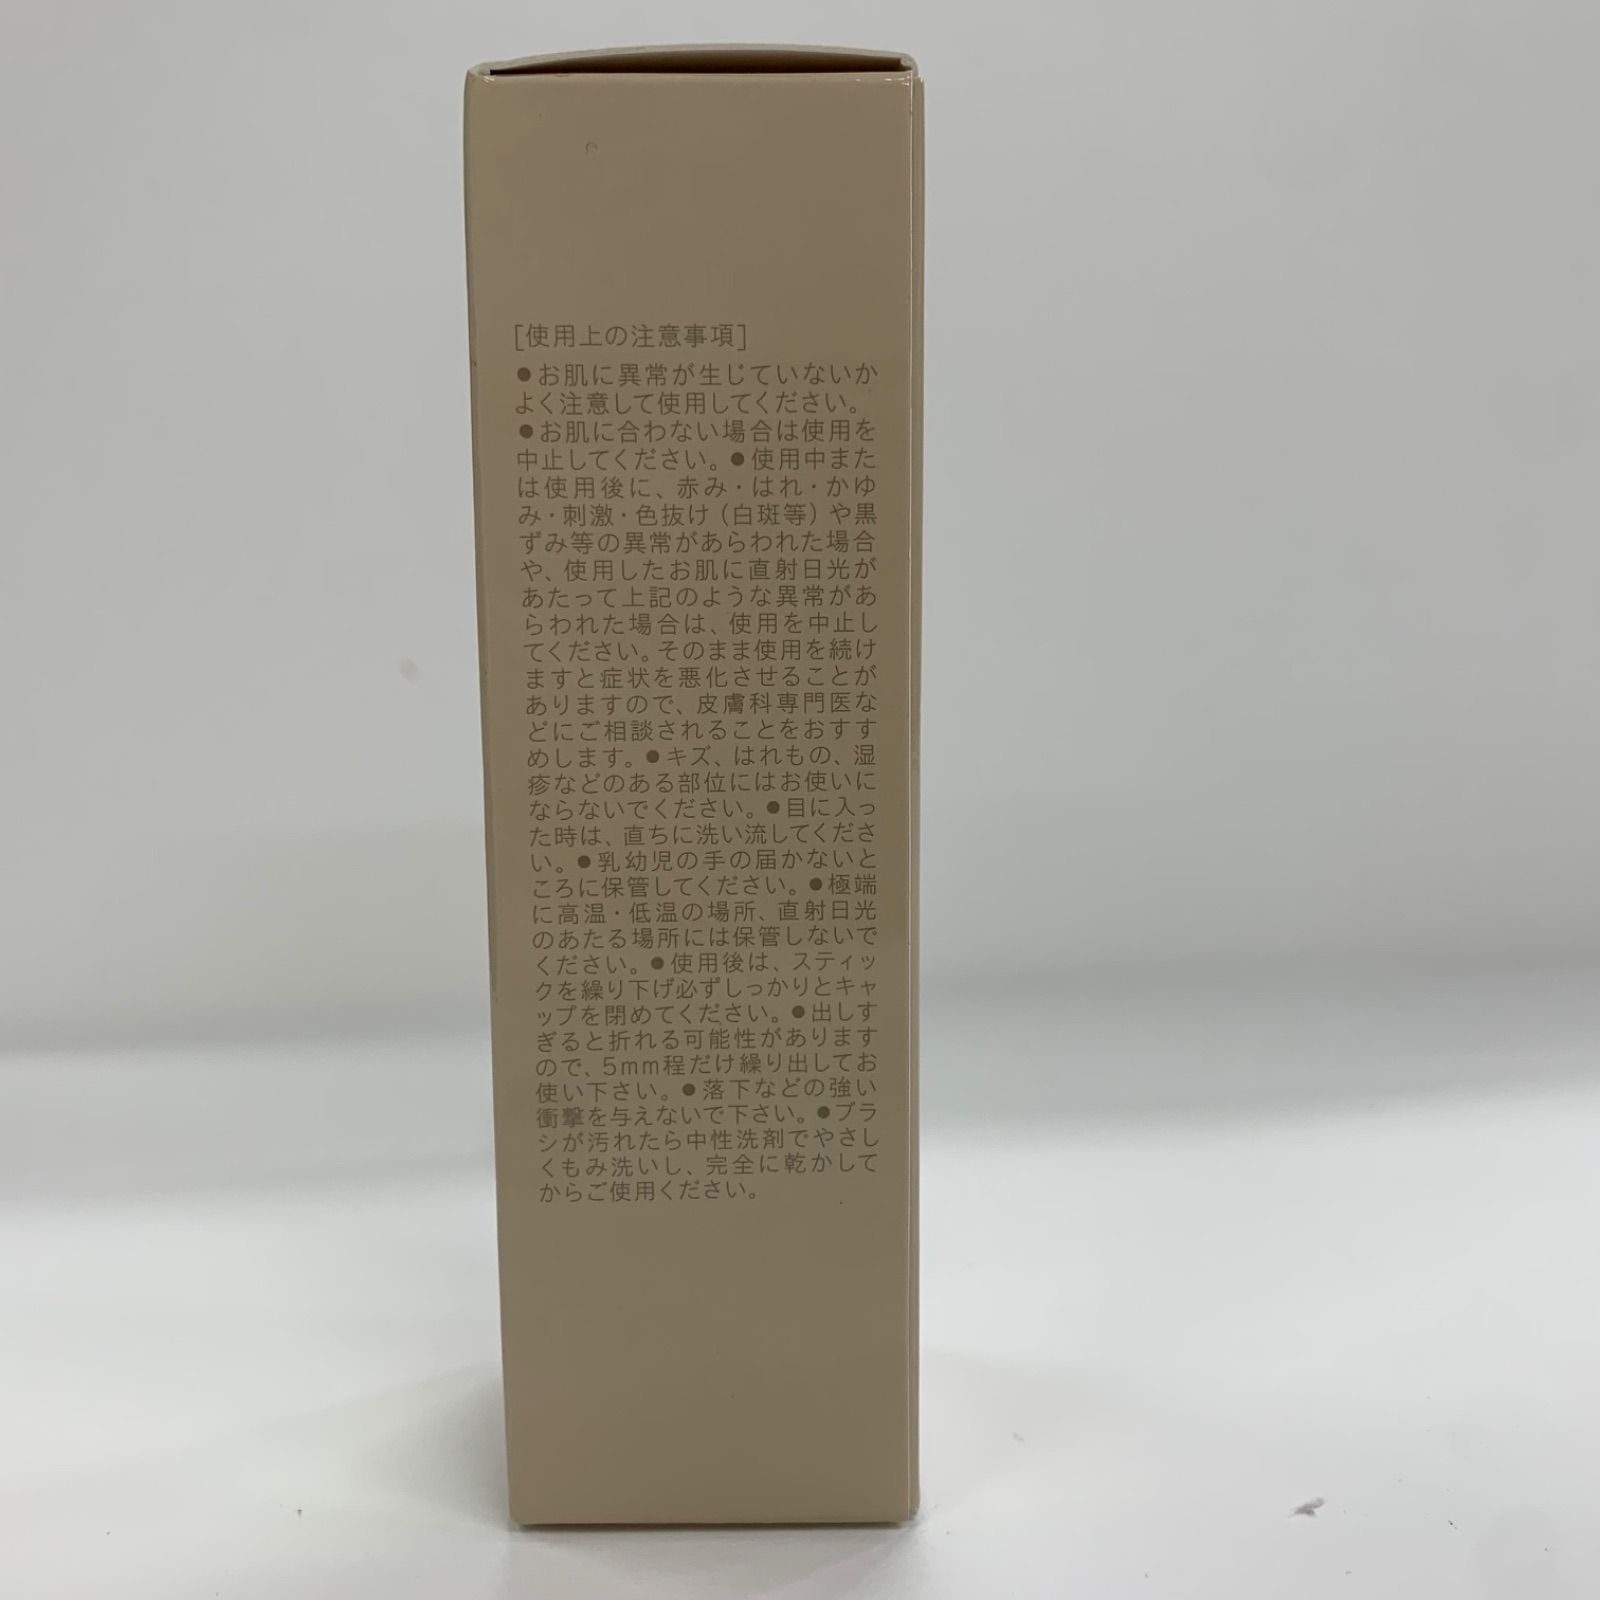 [使用上の注意事項]
●お肌に異常が生じていないか
よく注意して使用してください。
●お肌に合わない場合は使用を
中止してください。●使用中また
は使用後に、赤み・はれ・かゆ
み・刺激・色抜け(白斑等)や黒
ずみ等の異常があらわれた場合
や、使用したお肌に直射日光が
あたって上記のような異常があ
らわれた場合は、使用を中止し
てください。そのまま使用を続け
ますと症状を悪化させることが
ありますので、皮膚科専門医な
どにご相談されることをおすす
めします。●キズ、はれもの、湿
疹などのある部位にはお使いに
ならないでください。●目に入っ
た時は、直ちに洗い流してくださ
い。●乳幼児の手の届かないと
ころに保管してください。●極端
に高温・低温の場所、直射日光
のあたる場所には保管しないで
ください。●使用後は、スティッ
クを繰り下げ必ずしっかりとキャ
ップを閉めてください。●出しす
ぎると折れる可能性があります
ので、5mm程だけ繰り出してお
使い下さい。●落下などの強い
衝撃を与えないで下さい。●ブラ
シが汚れたら中性洗剤でやさし
くもみ洗いし、完全に乾かして
からご使用ください。